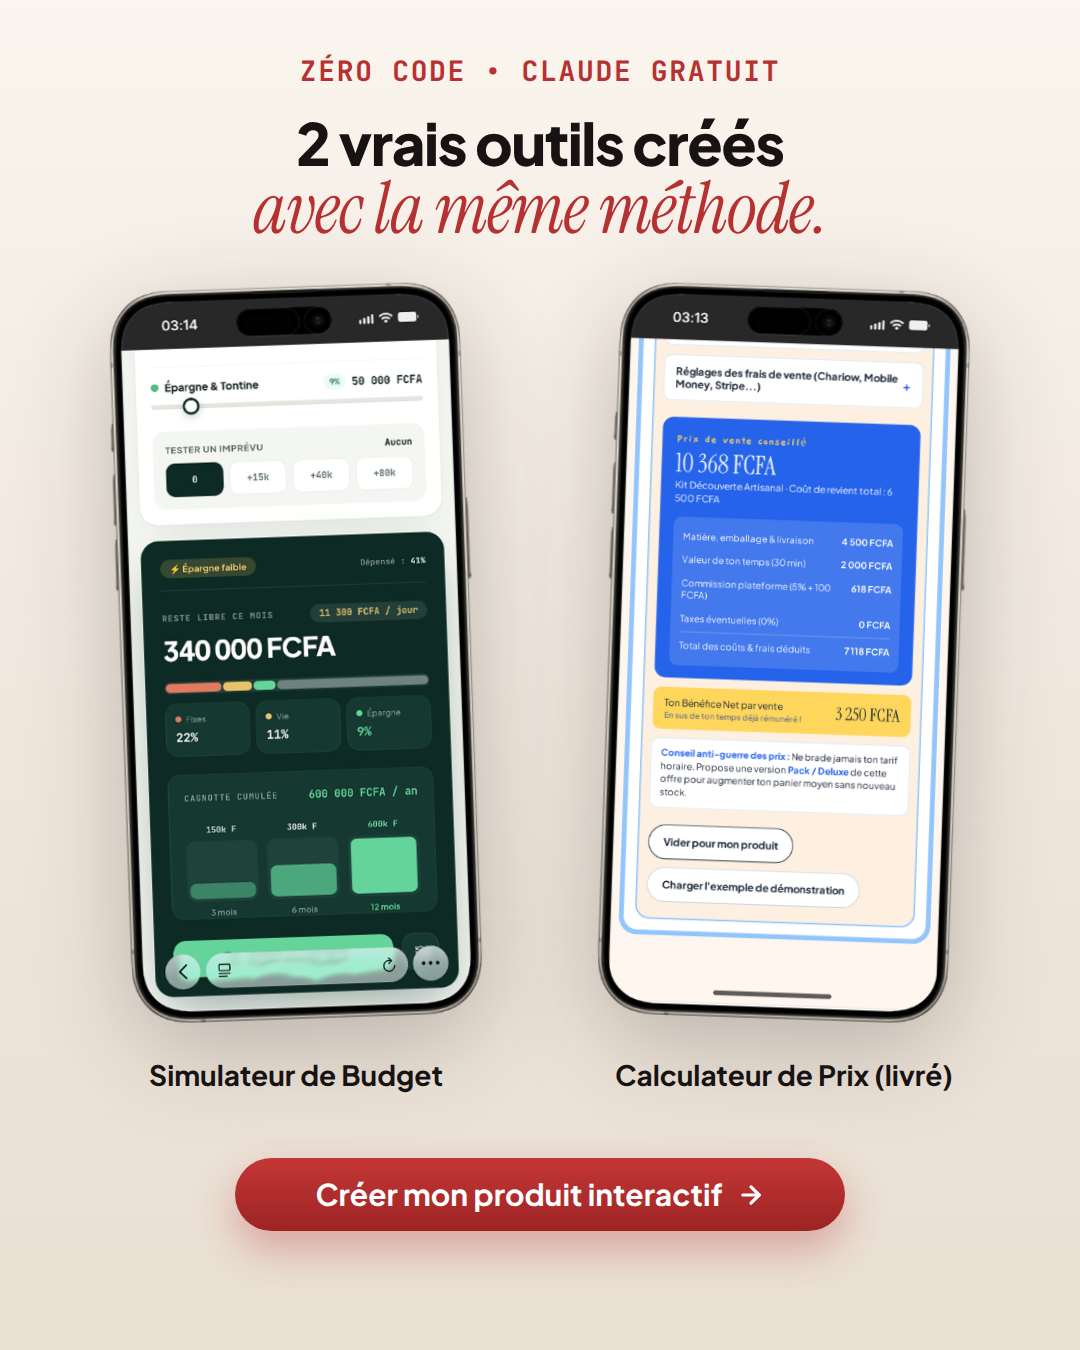 ZÉRO CODE • CLAUDE GRATUIT
2 vrais outils créés
avec la même méthode.
03:14
Épargne & Tontine 9% 50 000 FCFA
TESTER UN IMPRÉVU Aucun
0 +15k +40k +80k
⚡ Épargne faible Dépensé : 41%
RESTE LIBRE CE MOIS 11 300 FCFA / jour
340 000 FCFA
Fixes Vie Épargne
22% 11% 9%
CAGNOTTE CUMULÉE 600 000 FCFA / an
150k F 300k F 600k F
3 mois 6 mois 12 mois
Simulateur de Budget
03:13
Réglages des frais de vente (Chariow, Mobile
Money, Stripe...) +
Prix de vente conseillé
10 368 FCFA
Kit Découverte Artisanal · Coût de revient total : 6
500 FCFA
Matière, emballage & livraison 4 500 FCFA
Valeur de ton temps (30 min) 2 000 FCFA
Commission plateforme (5% + 100 618 FCFA
FCFA)
Taxes éventuelles (0%) 0 FCFA
Total des coûts & frais déduits 7 118 FCFA
Ton Bénéfice Net par vente 3 250 FCFA
En sus de ton temps déjà rémunéré !
Conseil anti-guerre des prix : Ne brade jamais ton tarif
horaire. Propose une version Pack / Deluxe de cette
offre pour augmenter ton panier moyen sans nouveau
stock.
Vider pour mon produit
Charger l'exemple de démonstration
Calculateur de Prix (livré)
Créer mon produit interactif →